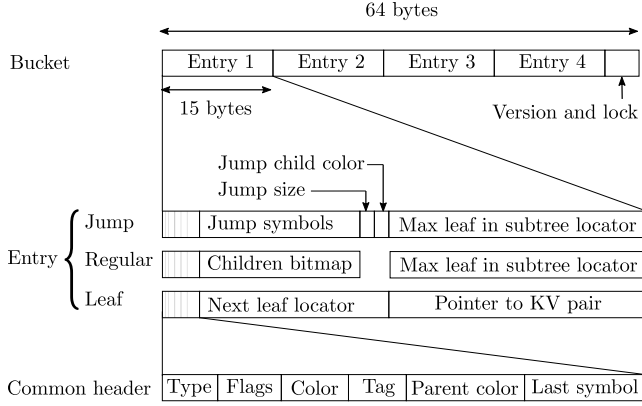 64 bytes
Bucket
Entry 1 Entry 2 Entry 3 Entry 4
15 bytes
Version and lock
Jump child color
Jump size
Jump Jump symbols Max leaf in subtree locator
Entry Regular Children bitmap Max leaf in subtree locator
Leaf Next leaf locator Pointer to KV pair
Common header Type Flags Color Tag Parent color Last symbol